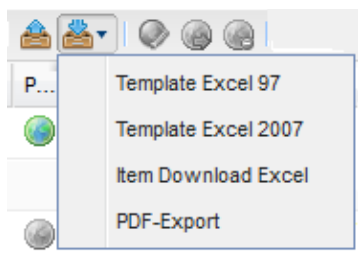 P...
Template Excel 97
Template Excel 2007
Item Download Excel
PDF-Export